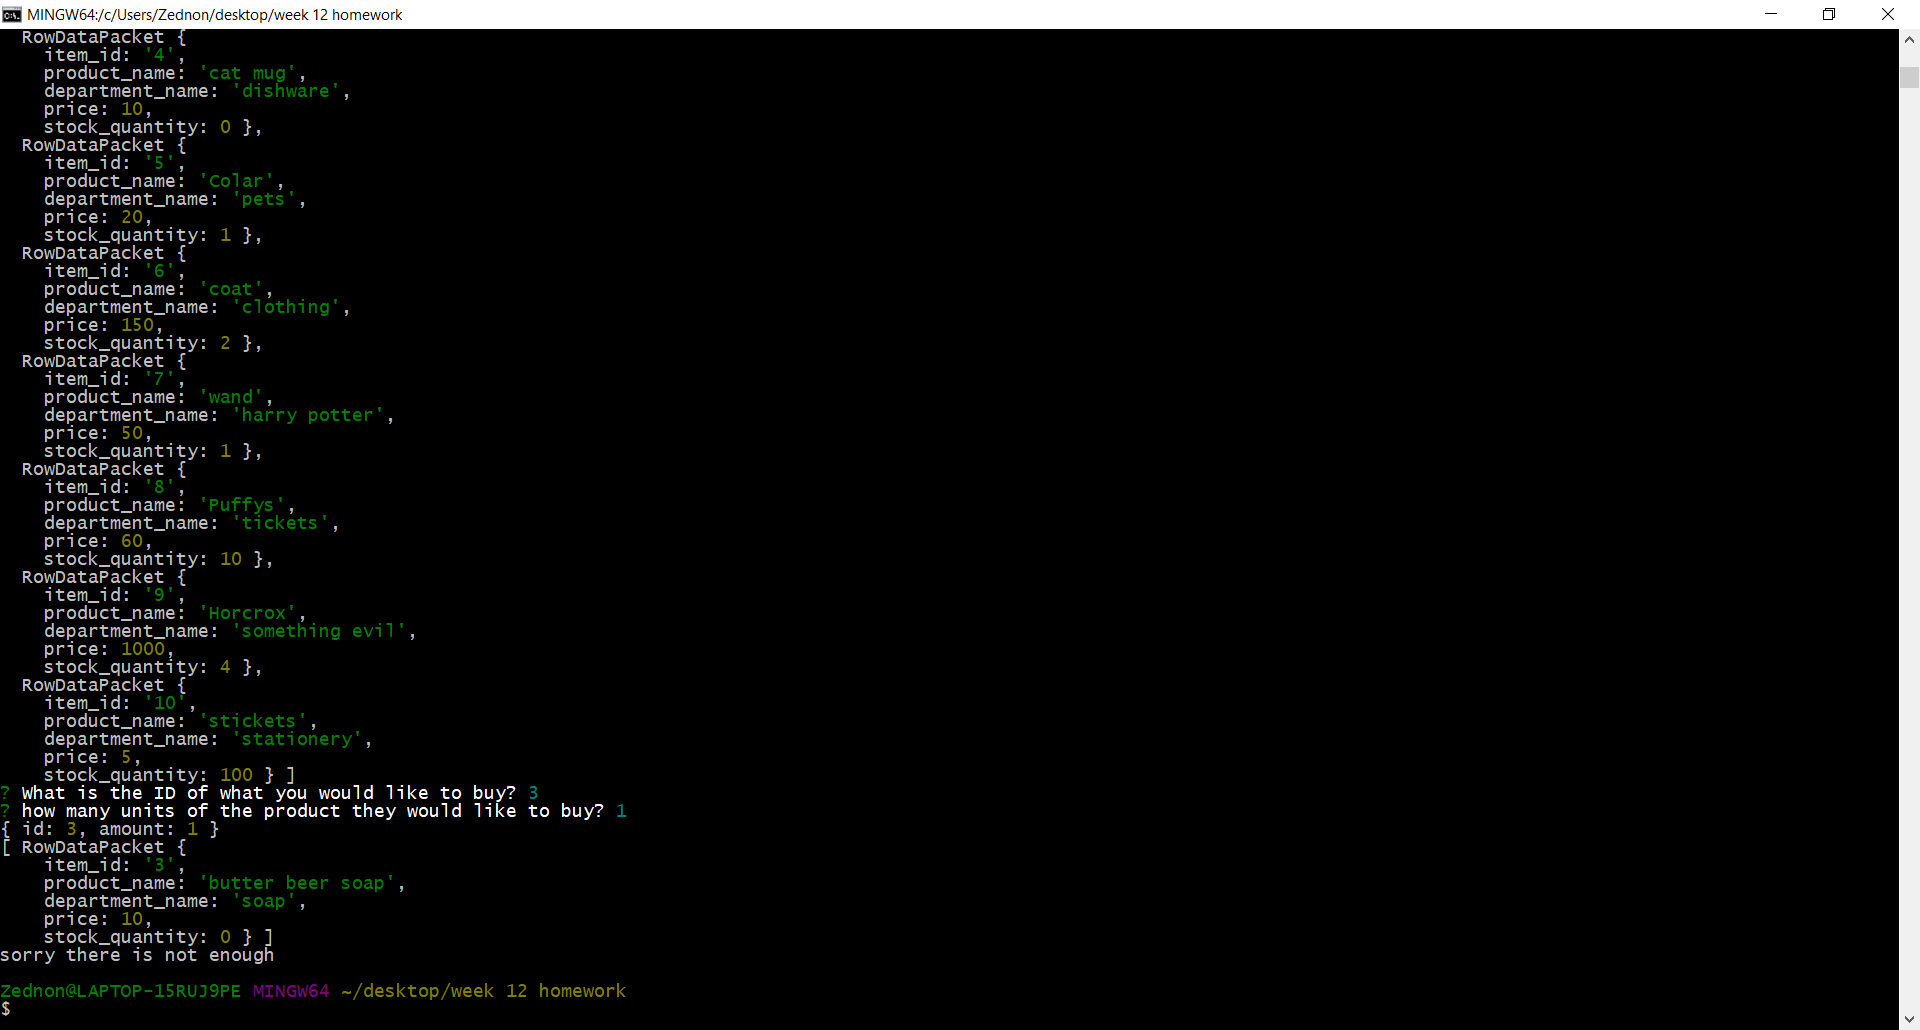 MINGW64:/c/Users/Zednon/desktop/week 12 homework
  RowDataPacket {
    item_id: '4',
    product_name: 'cat mug',
    department_name: 'dishware',
    price: 10,
    stock_quantity: 0 },
  RowDataPacket {
    item_id: '5',
    product_name: 'Colar',
    department_name: 'pets',
    price: 20,
    stock_quantity: 1 },
  RowDataPacket {
    item_id: '6',
    product_name: 'coat',
    department_name: 'clothing',
    price: 150,
    stock_quantity: 2 },
  RowDataPacket {
    item_id: '7',
    product_name: 'wand',
    department_name: 'harry potter',
    price: 50,
    stock_quantity: 1 },
  RowDataPacket {
    item_id: '8',
    product_name: 'Puffys',
    department_name: 'tickets',
    price: 60,
    stock_quantity: 10 },
  RowDataPacket {
    item_id: '9',
    product_name: 'Horcrox',
    department_name: 'something evil',
    price: 1000,
    stock_quantity: 4 },
  RowDataPacket {
    item_id: '10',
    product_name: 'stickets',
    department_name: 'stationery',
    price: 5,
    stock_quantity: 100 } ]
? What is the ID of what you would like to buy? 3
? how many units of the product they would like to buy? 1
{ id: 3, amount: 1 }
[ RowDataPacket {
    item_id: '3',
    product_name: 'butter beer soap',
    department_name: 'soap',
    price: 10,
    stock_quantity: 0 } ]
sorry there is not enough
Zednon@LAPTOP-15RUJ9PE MINGW64 ~/desktop/week 12 homework
$